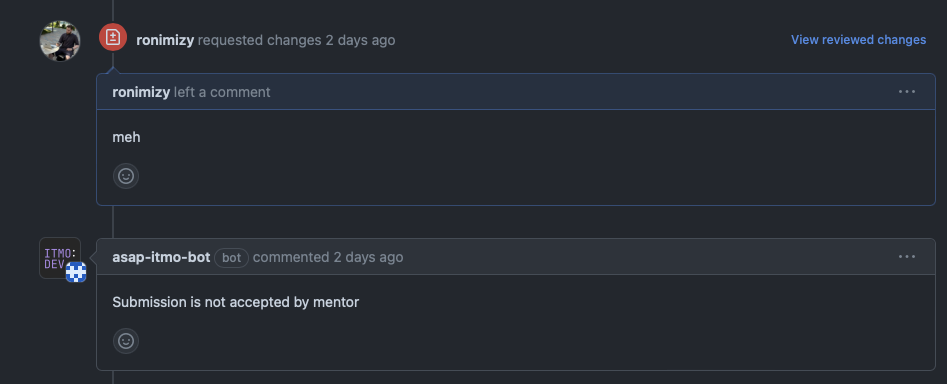 ronimizy requested changes 2 days ago
View reviewed changes
ronimizy left a comment
meh
ITMO:
DEV
asap-itmo-bot bot commented 2 days ago
Submission is not accepted by mentor